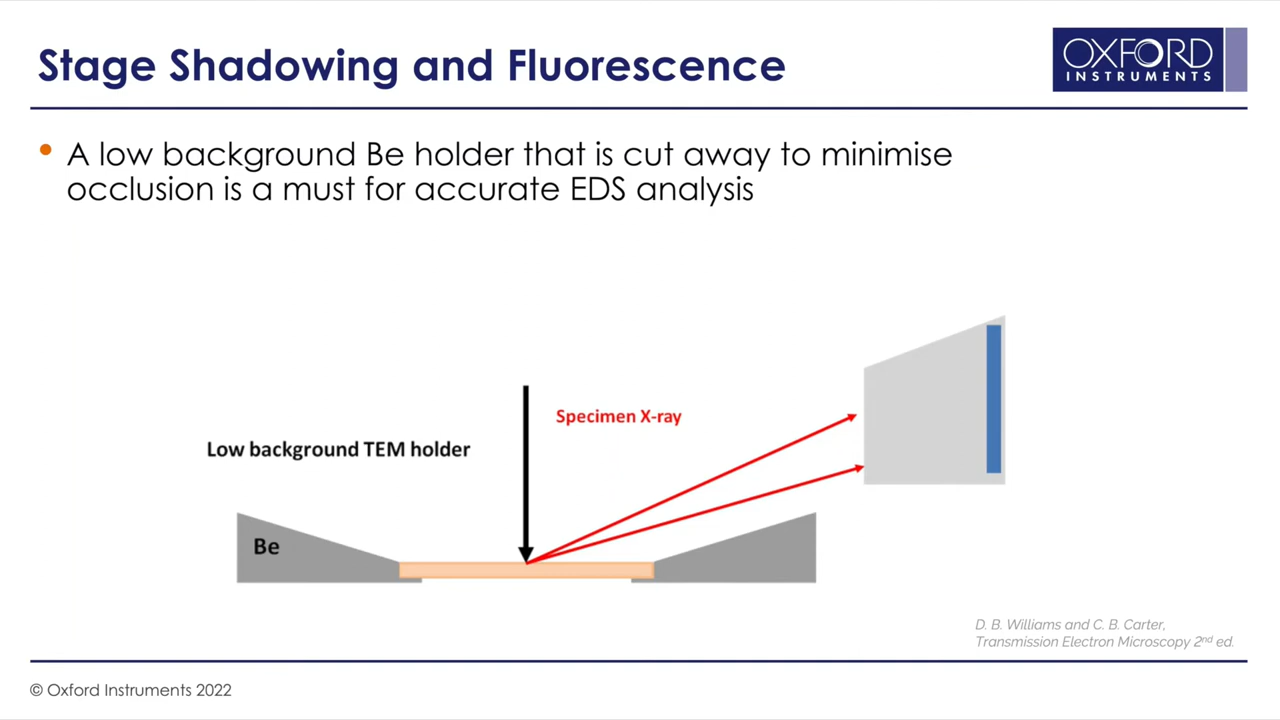 Stage Shadowing and Fluorescence
OXFORD
INSTRUMENTS
• A low background Be holder that is cut away to minimise
occlusion is a must for accurate EDS analysis
Specimen X-ray
Low background TEM holder
Be
D. B. Williams and C. B. Carter,
Transmission Electron Microscopy 2nd ed.
© Oxford Instruments 2022